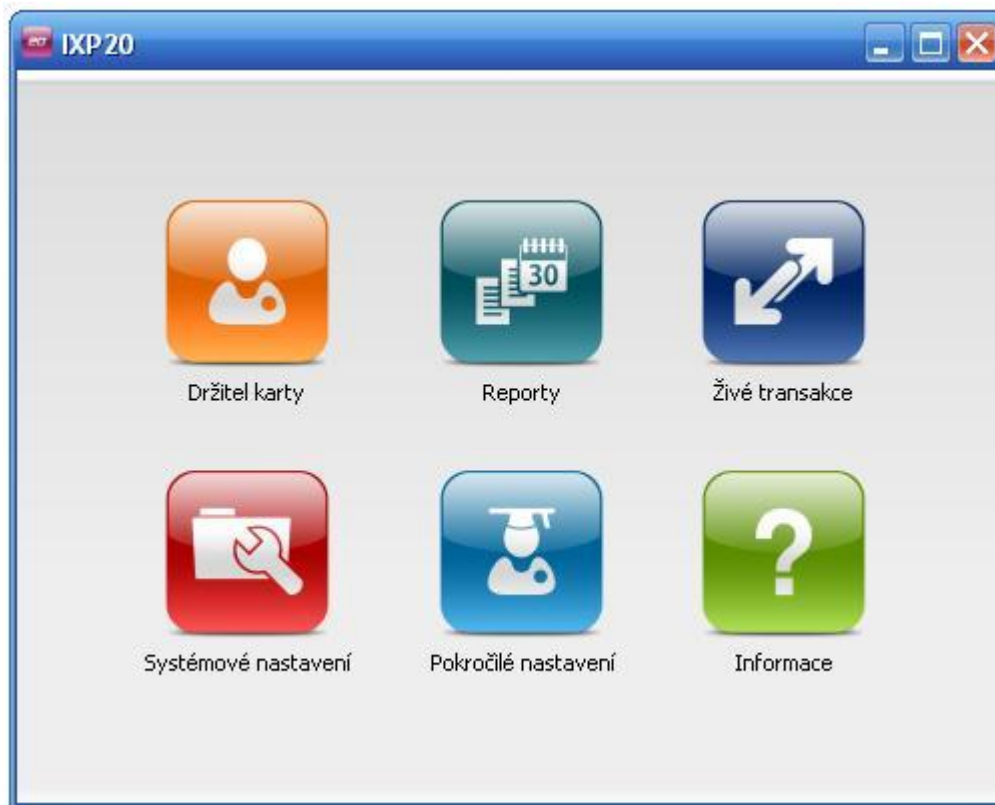 IXP20
30
Držitel karty
Reporty
Živé transakce
?
Systémové nastavení
Pokročilé nastavení
Informace